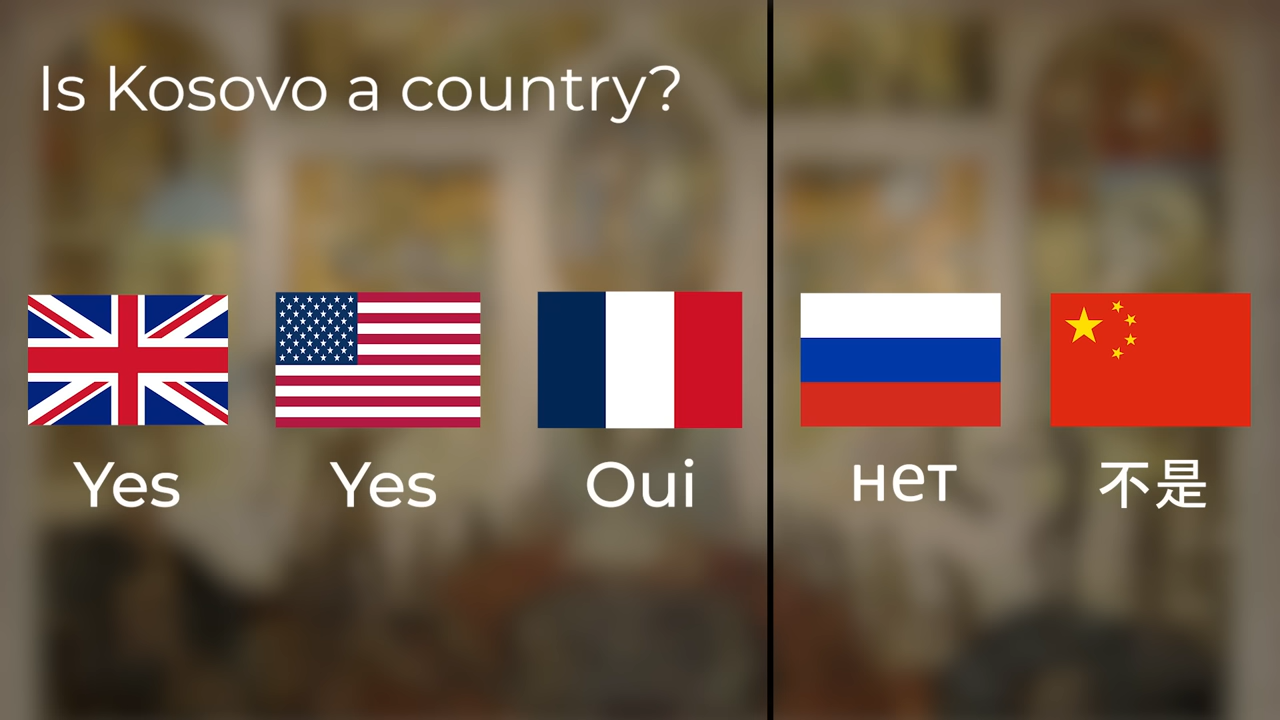 Is Kosovo a country?
Yes
Yes
Oui
нет
不是